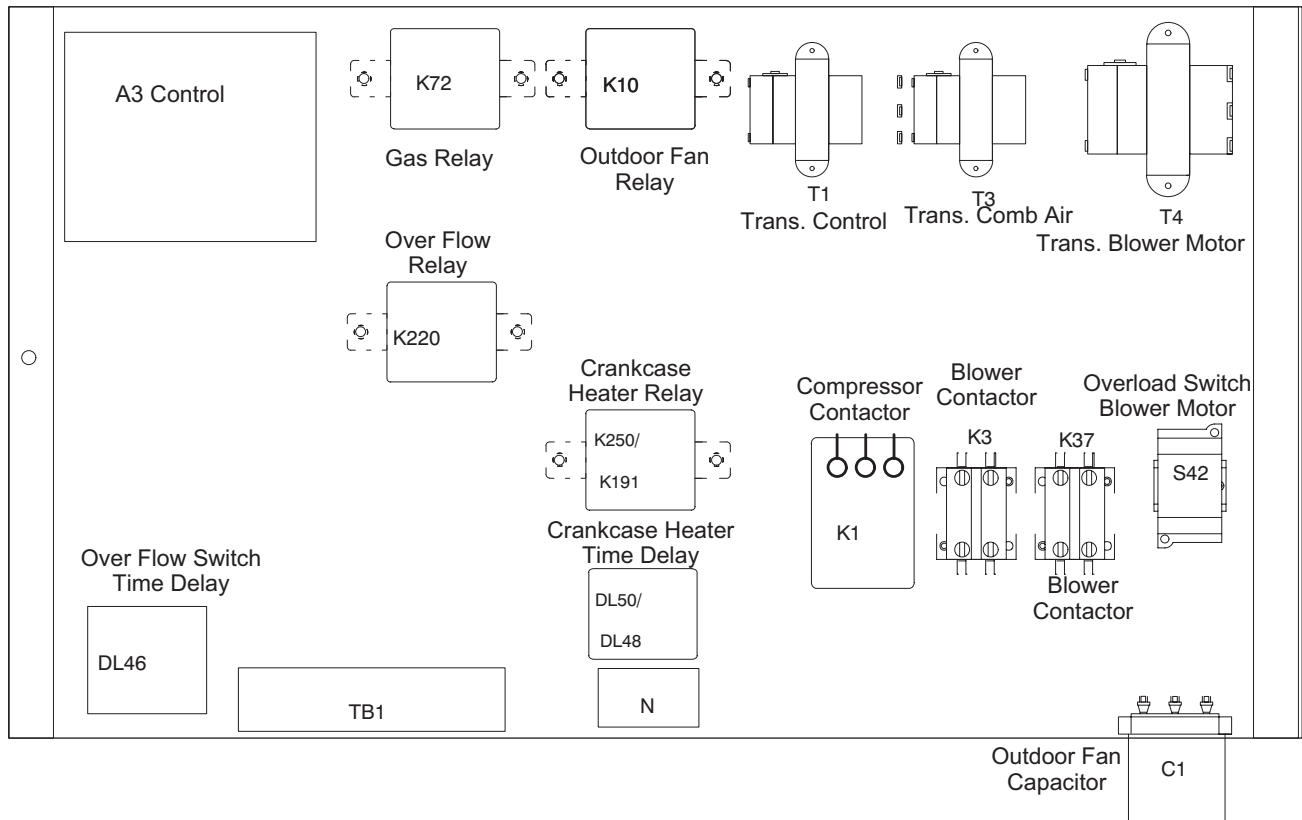 A3 Control
K72
Gas Relay
K10
Outdoor Fan
Relay
T1
Trans. Control
T3
Trans. Comb Air
T4
Trans. Blower Motor
Over Flow
Relay
K220
Crankcase
Heater Relay
K250/
K191
Compressor
Contactor
K1
Blower
Contactor
K3
K37
Blower
Contactor
Overload Switch
Blower Motor
S42
Crankcase Heater
Time Delay
DL50/
DL48
Over Flow Switch
Time Delay
DL46
TB1
N
Outdoor Fan
Capacitor
C1